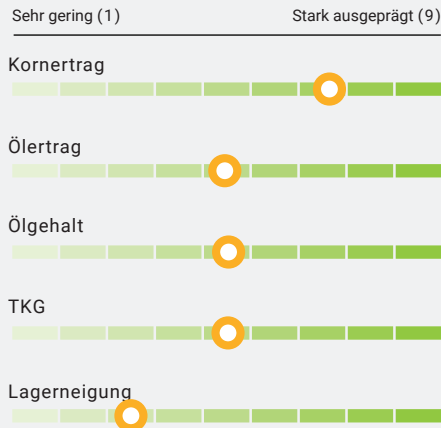 Sehr gering (1) Stark ausgeprägt (9)
Kornertrag
Ölertrag
Ölgehalt
TKG
Lagerneigung